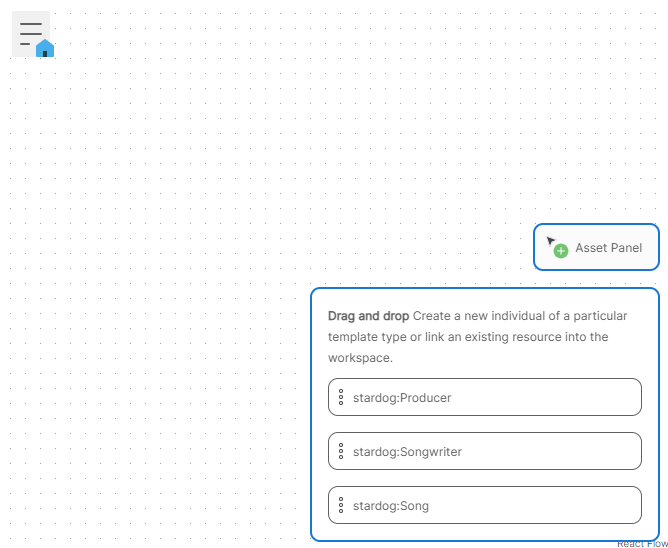 Asset Panel
Drag and drop Create a new individual of a particular
template type or link an existing resource into the
workspace.
stardog:Producer
stardog:Songwriter
stardog:Song
React Flow